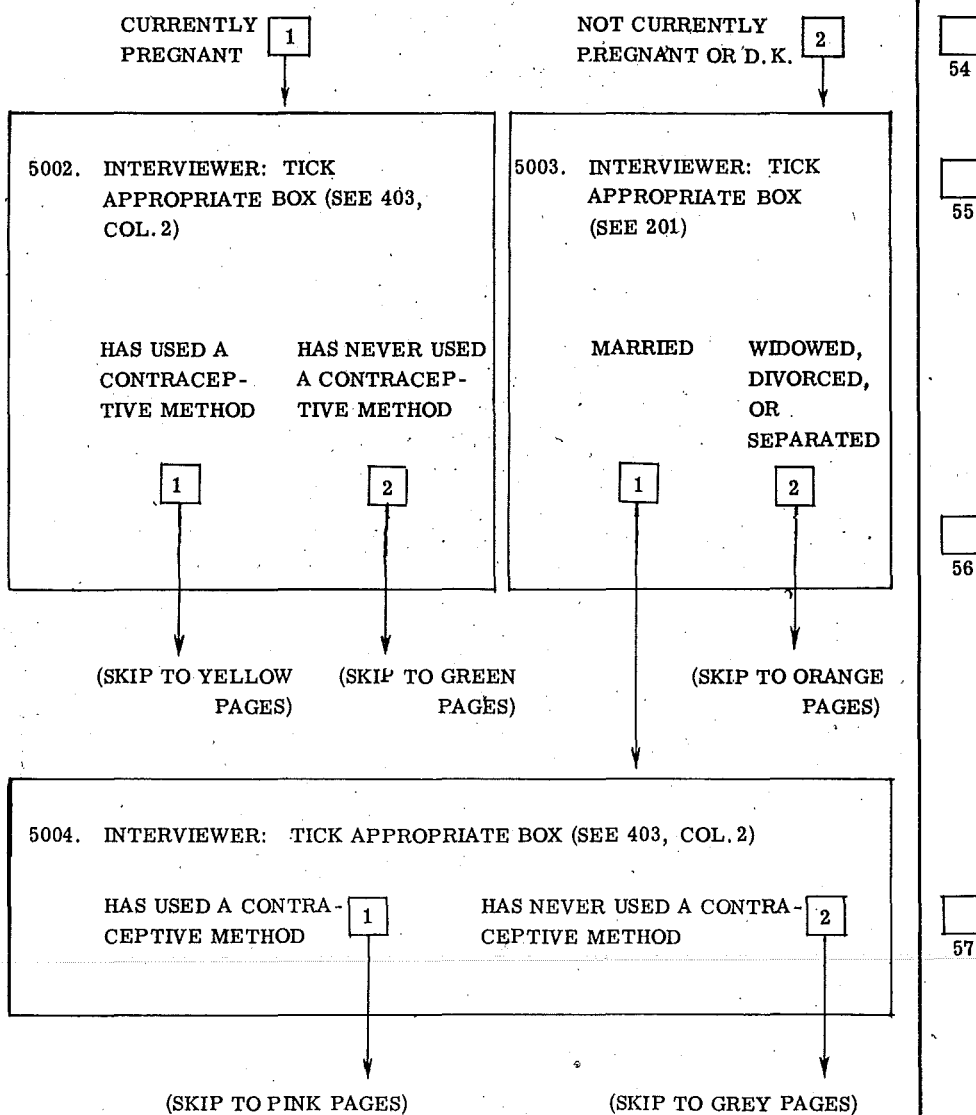 CURRENTLY
PREGNANT 1
NOT CURRENTLY
PREGNANT OR D.K. 2
54
5002. INTERVIEWER: TICK
APPROPRIATE BOX (SEE 403,
COL.2)
5003. INTERVIEWER: TICK
APPROPRIATE BOX
(SEE 201)
55
HAS USED A
CONTRACEP-
TIVE METHOD
1
HAS NEVER USED
A CONTRACEP-
TIVE METHOD
2
MARRIED
1
WIDOWED,
DIVORCED,
OR
SEPARATED
2
56
(SKIP TO YELLOW
PAGES)
(SKIP TO GREEN
PAGES)
(SKIP TO ORANGE
PAGES)
5004. INTERVIEWER: TICK APPROPRIATE BOX (SEE 403, COL.2)
HAS USED A CONTRA-
CEPTIVE METHOD
1
HAS NEVER USED A CONTRA-
CEPTIVE METHOD
2
57
(SKIP TO PINK PAGES)
(SKIP TO GREY PAGES)